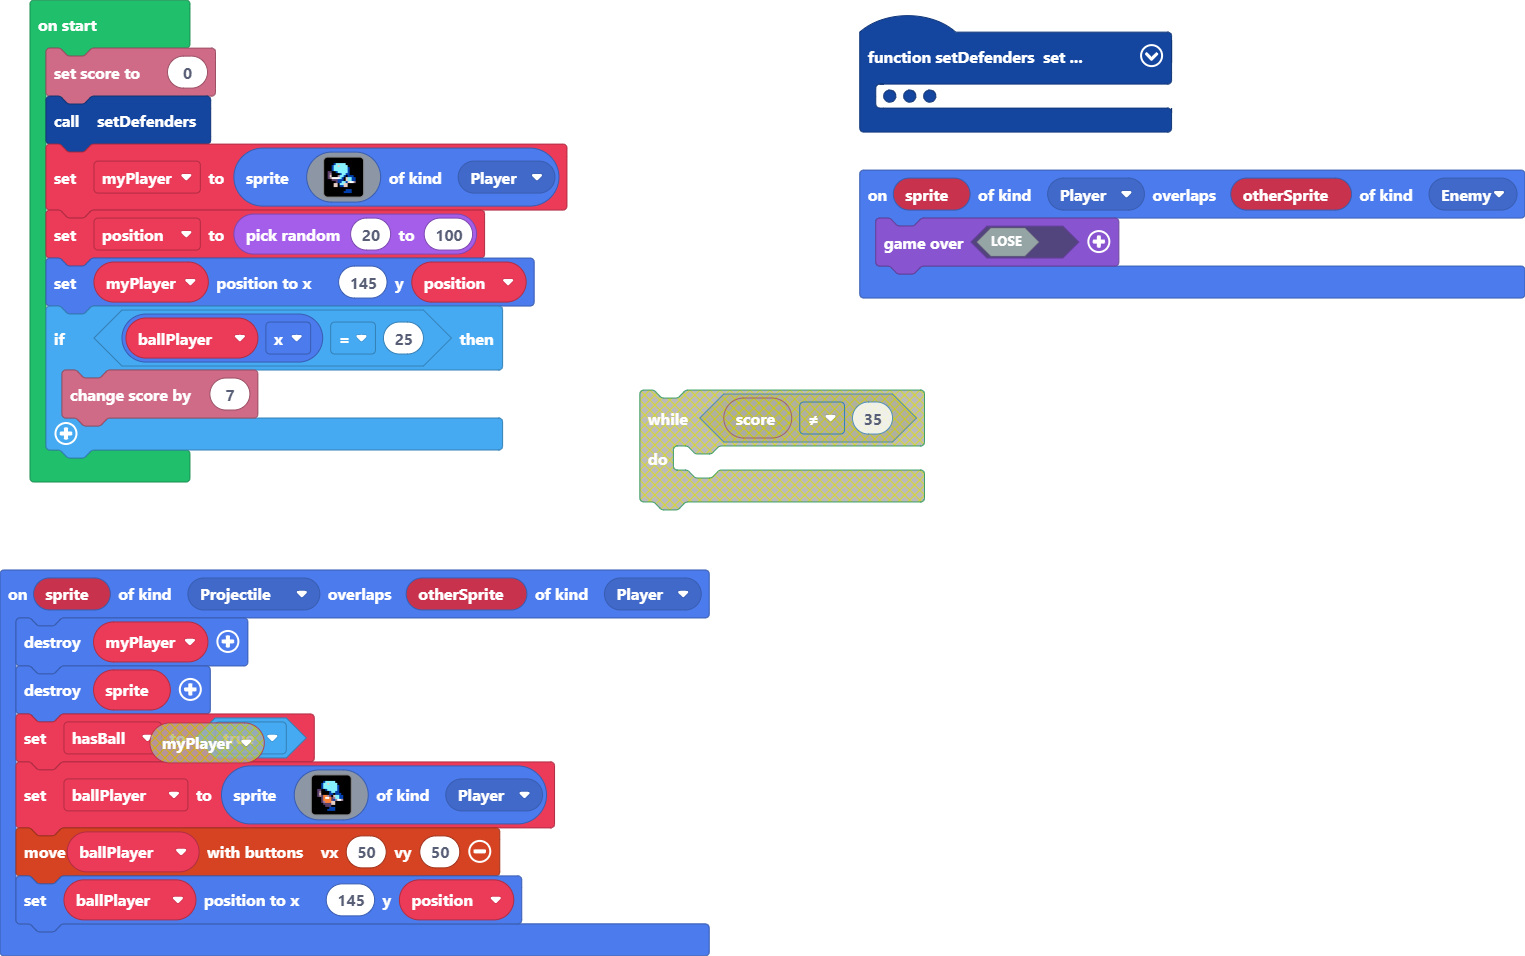 on start
set score to 0
call setDefenders
set myPlayer to sprite of kind Player
set position to pick random 20 to 100
set myPlayer position to x 145 y position
if ballPlayer x = 25 then
change score by 7
function setDefenders set ...
on sprite of kind Player overlaps otherSprite of kind Enemy
game over LOSE
while score ≠ 35
do
on sprite of kind Projectile overlaps otherSprite of kind Player
destroy myPlayer
destroy sprite
set hasBall to true
myPlayer
set ballPlayer to sprite of kind Player
move ballPlayer with buttons vx 50 vy 50
set ballPlayer position to x 145 y position